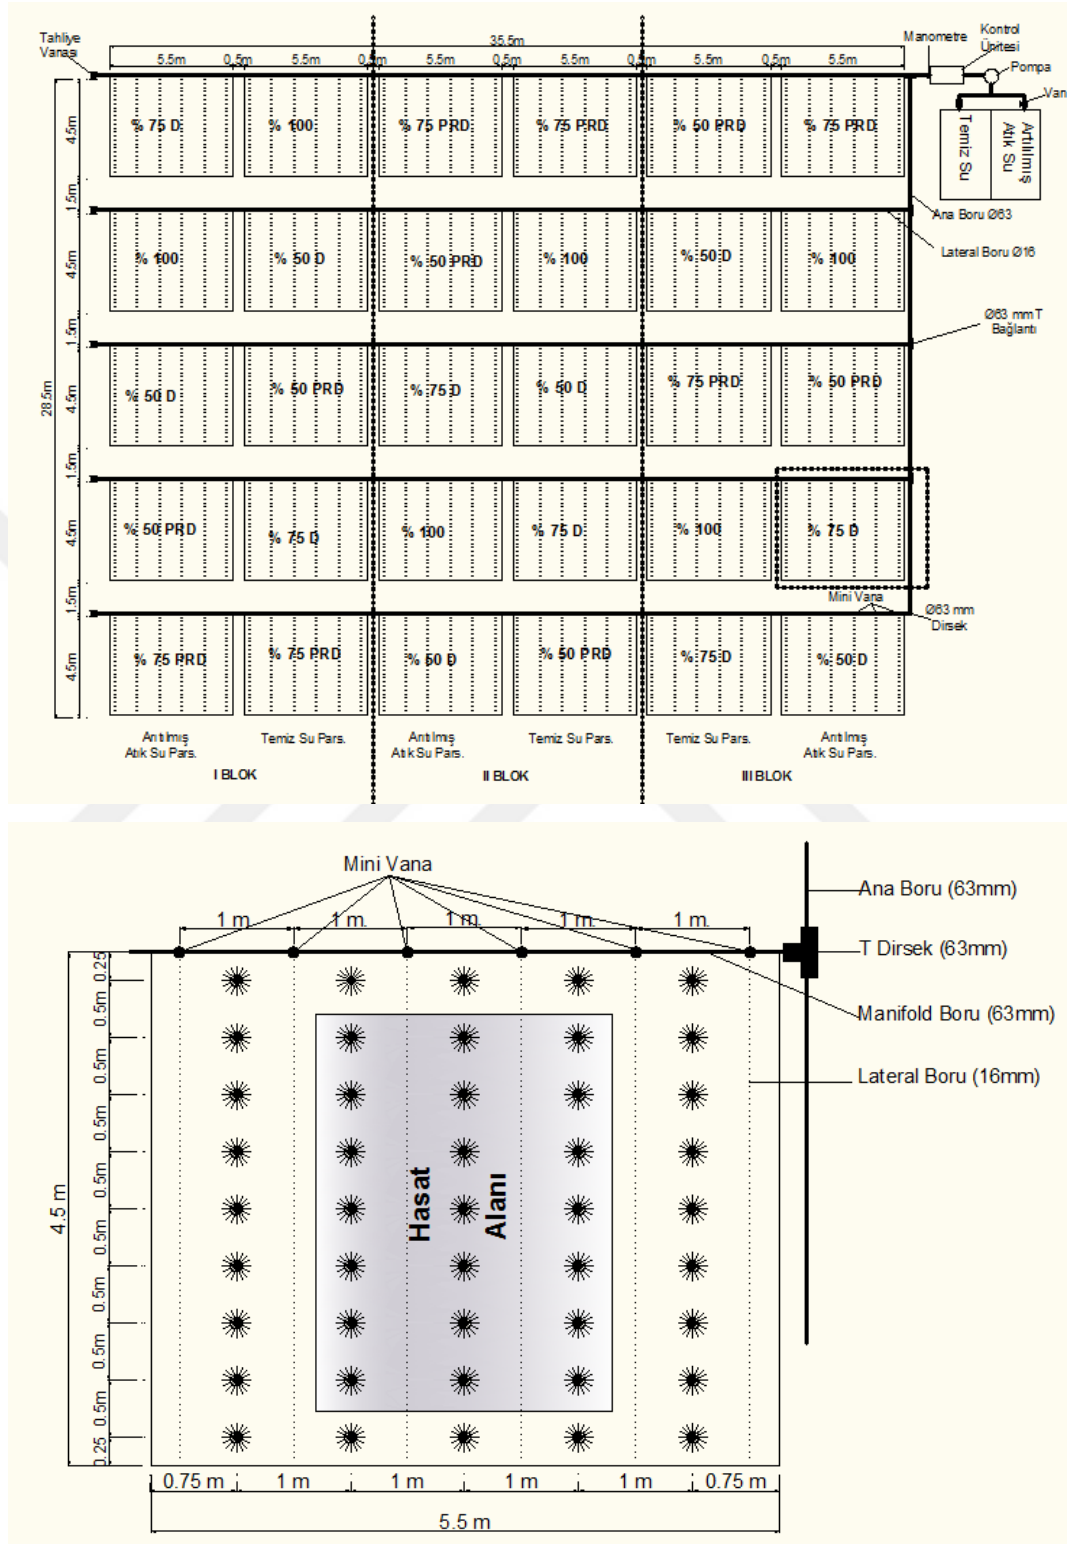 Tahliye
Vanası
35.5m
5.5m 0.5m 5.5m 0.5m 5.5m 0.5m 5.5m 0.5m 5.5m 0.5m 5.5m
Manometre
Kontrol
Ünitesi
Pompa
Van
Temiz Su
Artılmış
Atık Su
% 75 D % 100 % 75 PRD % 75 PRD % 50 PRD % 75 PRD
4.5m
1.5m
Ana Boru Ø63
Lateral Boru Ø16
% 100 % 50 D % 50 PRD % 100 % 50 D % 100
4.5m
1.5m
Ø63 mm T
Bağlantı
28.5m
% 50 D % 50 PRD % 75 D % 50 D % 75 PRD % 50 PRD
4.5m
1.5m
% 50 PRD % 75 D % 100 % 75 D % 100 % 75 D
4.5m
1.5m
Mini Vana
Ø63 mm
Dirsek
% 75 PRD % 75 PRD % 50 D % 50 PRD % 75 D % 50 D
4.5m
Arıtılmış
Atık Su Pars.
Temiz Su Pars.
Arıtılmış
Atık Su Pars.
Temiz Su Pars.
Temiz Su Pars.
Arıtılmış
Atık Su Pars.
I BLOK II BLOK III BLOK
Mini Vana
1 m. 1 m. 1 m. 1 m. 1 m.
Ana Boru (63mm)
T Dirsek (63mm)
Manifold Boru (63mm)
Lateral Boru (16mm)
0.25
0.5m
0.5m
0.5m
0.5m
0.5m
0.5m
0.5m
0.5m
0.25
4.5 m
Hasat
Alanı
0.75 m 1 m 1 m 1 m 1 m 0.75 m
5.5 m